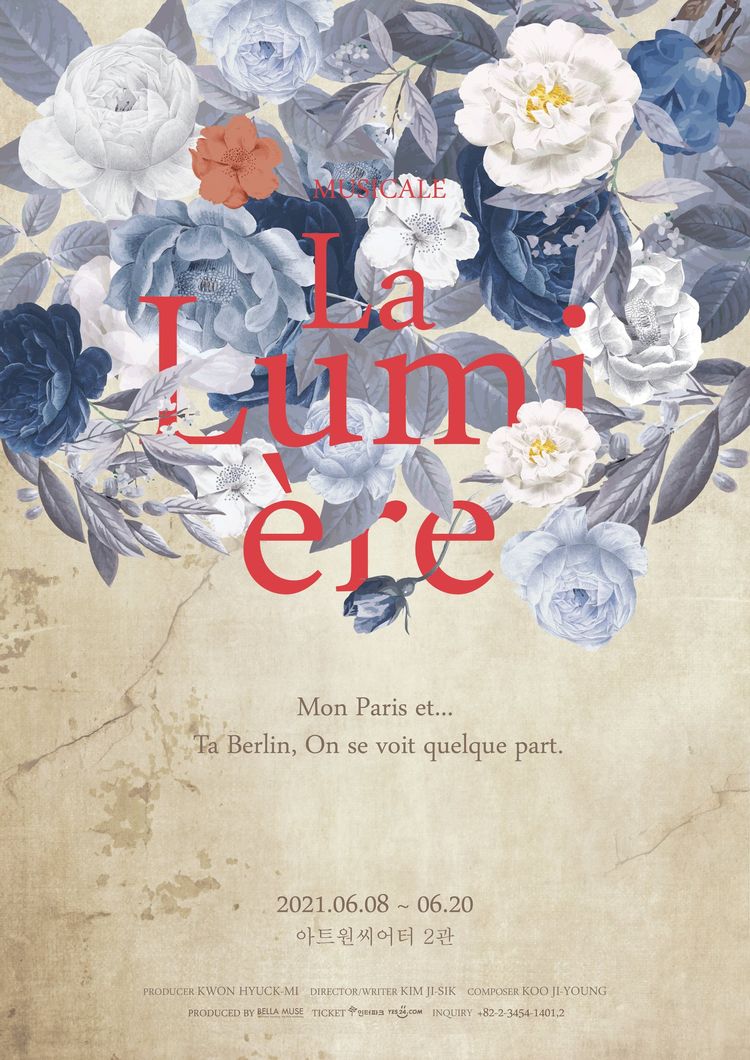 MUSICALE
La
Lumi
ère
Mon Paris et...
Ta Berlin, On se voit quelque part.
2021.06.08 ~ 06.20
아트원씨어터 2관
PRODUCER KWON HYUCK-MI DIRECTOR/WRITER KIM JI-SIK COMPOSER KOO JI-YOUNG
PRODUCED BY BELLA MUSE TICKET 인터파크 YES24.COM INQUIRY +82-2-3454-1401,2